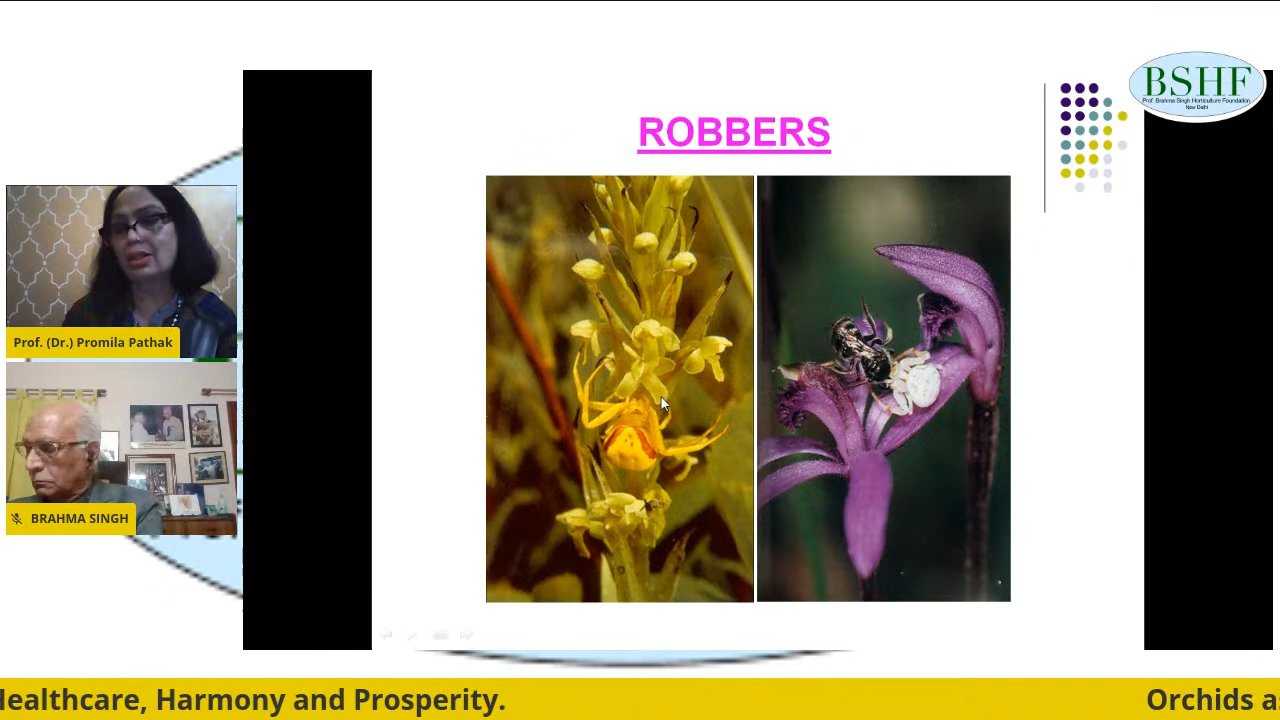 ROBBERS
BSHF
Prof. Brahma Singh Horticulture Foundation
New Delhi
Prof. (Dr.) Promila Pathak
BRAHMA SINGH
Healthcare, Harmony and Prosperity.
Orchids